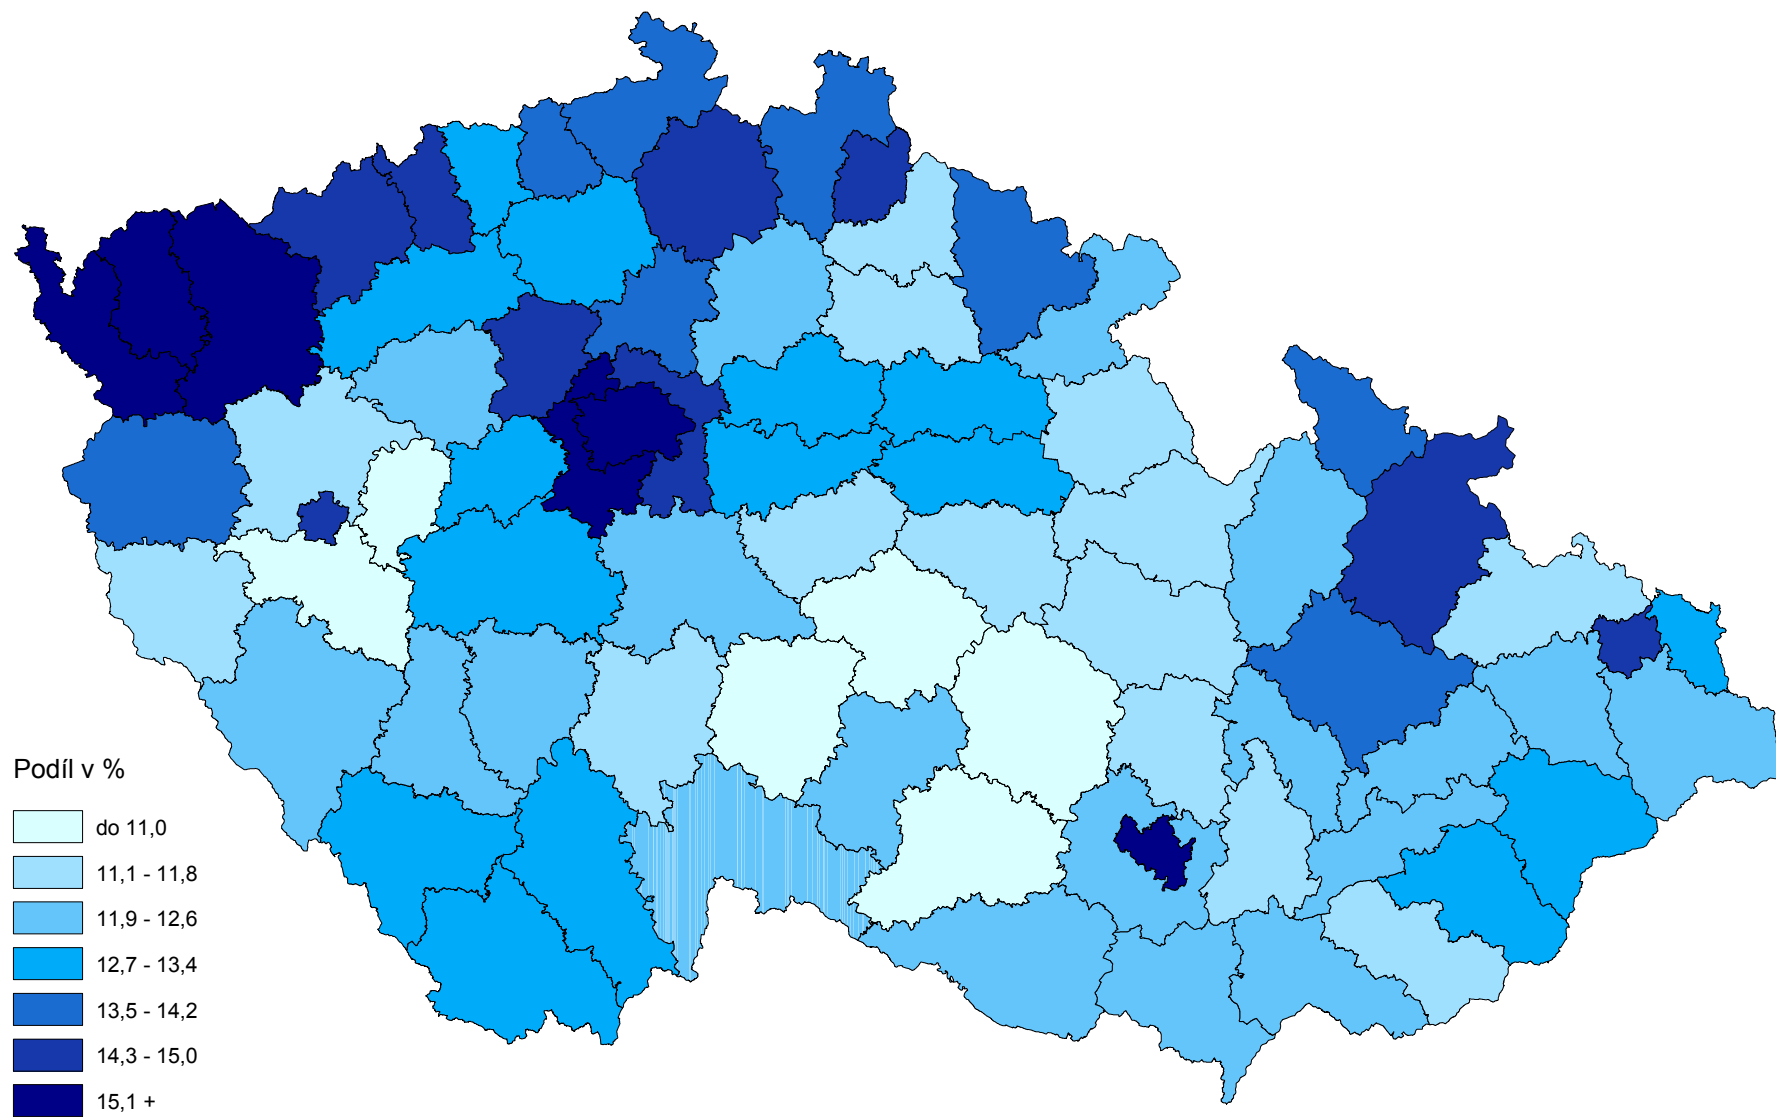 Podíl v %
do 11,0
11,1 - 11,8
11,9 - 12,6
12,7 - 13,4
13,5 - 14,2
14,3 - 15,0
15,1 +